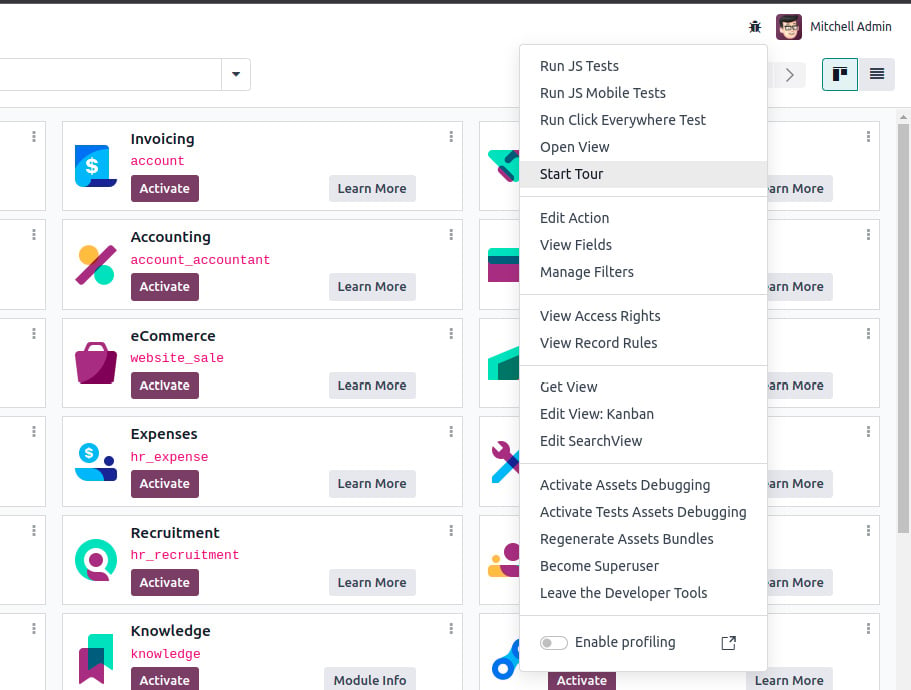 Mitchell Admin
Run JS Tests
Run JS Mobile Tests
Run Click Everywhere Test
Open View
Start Tour
Edit Action
View Fields
Manage Filters
View Access Rights
View Record Rules
Get View
Edit View: Kanban
Edit SearchView
Activate Assets Debugging
Activate Tests Assets Debugging
Regenerate Assets Bundles
Become Superuser
Leave the Developer Tools
Enable profiling
Invoicing
account
Activate
Learn More
arn More
Accounting
account_accountant
Activate
Learn More
arn More
eCommerce
website_sale
Activate
Learn More
arn More
Expenses
hr_expense
Activate
Learn More
arn More
Recruitment
hr_recruitment
Activate
Learn More
arn More
Knowledge
knowledge
Activate
Module Info
Activate
Learn More